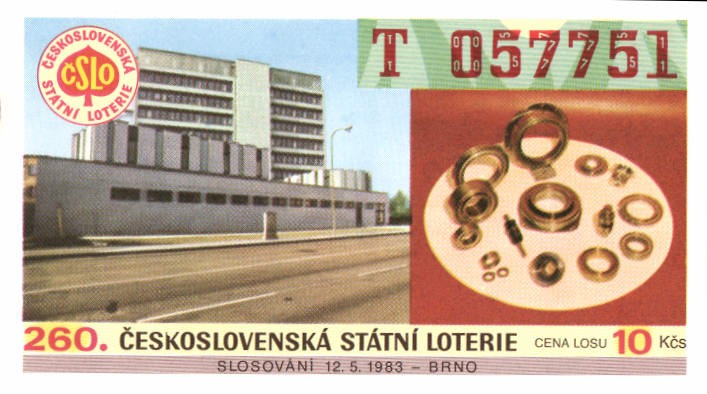 ČESKOSLOVENSKÁ
ČSLO
STÁTNÍ LOTERIE
T 057751
260. ČESKOSLOVENSKÁ STÁTNÍ LOTERIE CENA LOSU 10 Kčs
SLOSOVÁNÍ 12. 5. 1983 – BRNO